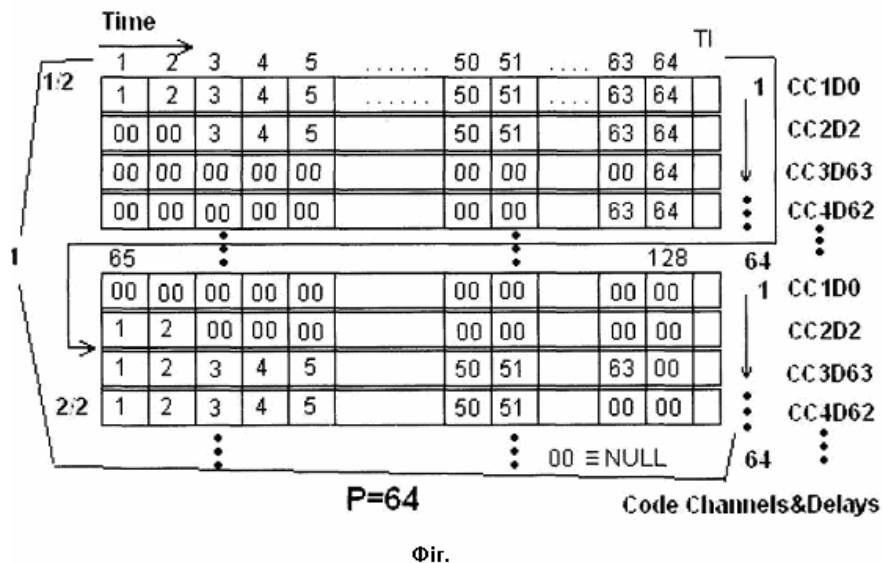 Time
TI
1 2 3 4 5 ...... 50 51 .... 63 64
1/2 1 2 3 4 5 ...... 50 51 .... 63 64 1 CC1D0
00 00 3 4 5 50 51 63 64 CC2D2
00 00 00 00 00 00 00 00 64 CC3D63
00 00 00 00 00 00 00 63 64 CC4D62
1 65 128 64
00 00 00 00 00 00 00 00 00 1 CC1D0
1 2 00 00 00 00 00 00 00 CC2D2
1 2 3 4 5 50 51 63 00 CC3D63
2/2 1 2 3 4 5 50 51 00 00 CC4D62
00 ≡ NULL 64
P=64
Code Channels&Delays
Фіг.